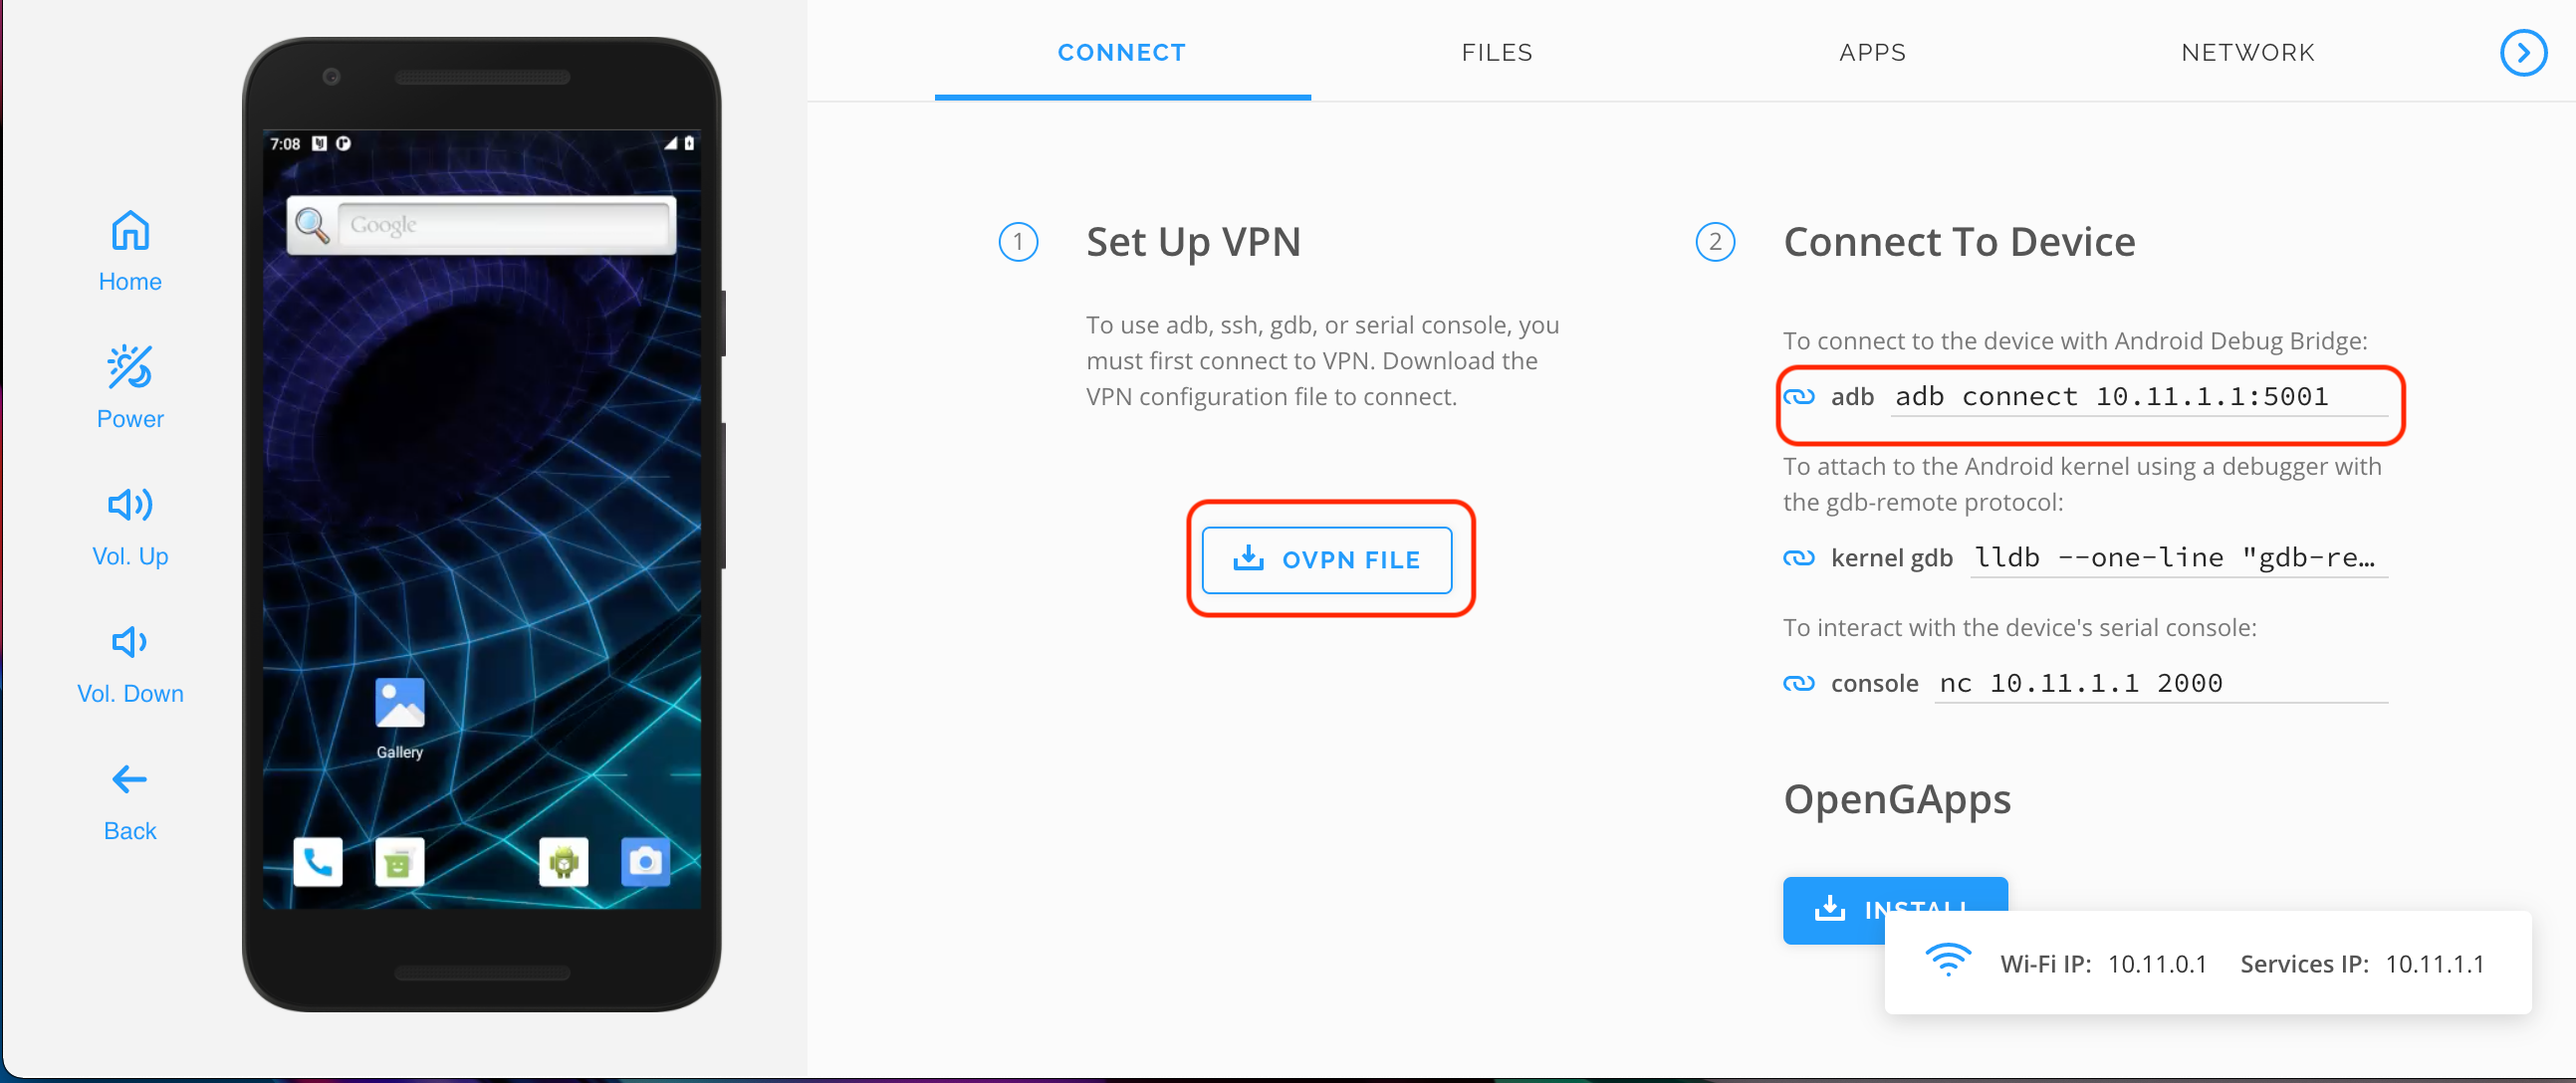 CONNECT
FILES
APPS
NETWORK
7:08
Google
Gallery
Home
Power
Vol. Up
Vol. Down
Back
1
Set Up VPN
To use adb, ssh, gdb, or serial console, you
must first connect to VPN. Download the
VPN configuration file to connect.
OVPN FILE
2
Connect To Device
To connect to the device with Android Debug Bridge:
adb adb connect 10.11.1.1:5001
To attach to the Android kernel using a debugger with
the gdb-remote protocol:
kernel gdb lldb --one-line "gdb-re…
To interact with the device's serial console:
console nc 10.11.1.1 2000
OpenGApps
INSTALL
Wi-Fi IP: 10.11.0.1 Services IP: 10.11.1.1